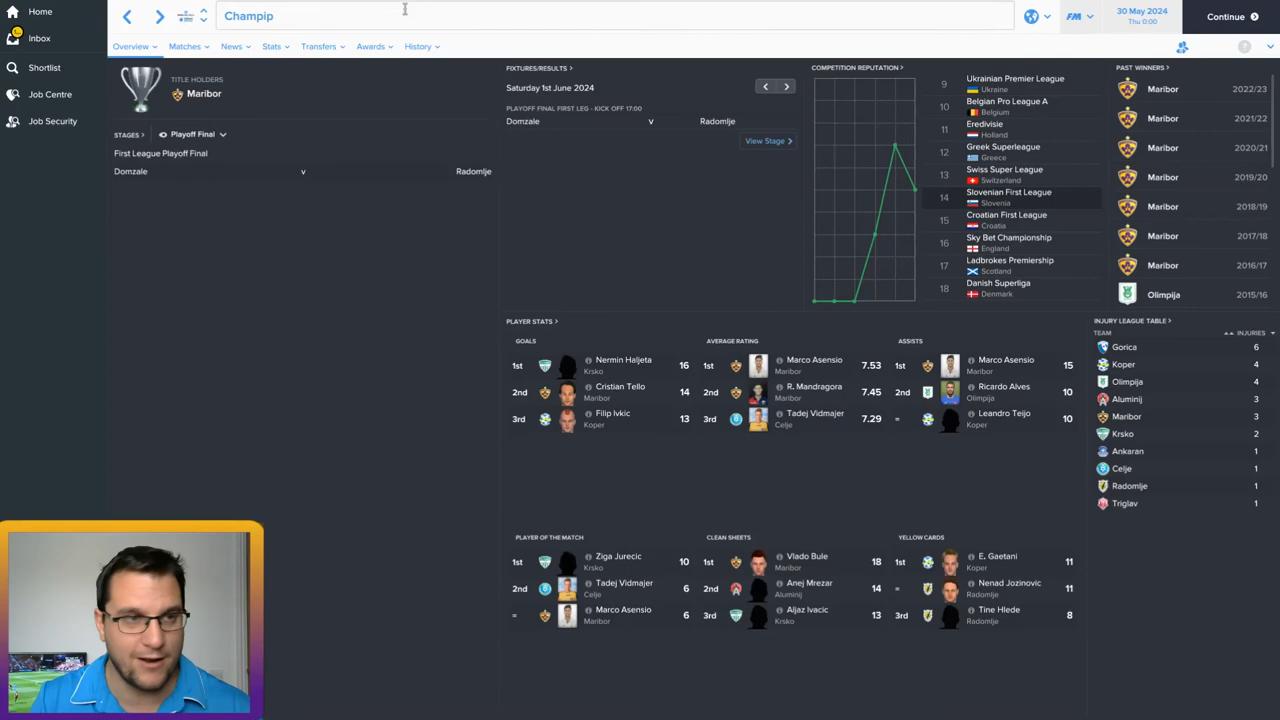 Home
Inbox
Shortlist
Job Centre
Job Security
Champip
FM
30 May 2024
Thu 0:00
Continue
Overview
Matches
News
Stats
Transfers
Awards
History
?
TITLE HOLDERS
Maribor
STAGES >
Playoff Final
First League Playoff Final
Domzale v Radomlje
FIXTURES/RESULTS >
Saturday 1st June 2024
PLAYOFF FINAL FIRST LEG - KICK OFF 17:00
Domzale v Radomlje
View Stage >
COMPETITION REPUTATION >
9 Ukrainian Premier League
Ukraine
10 Belgian Pro League A
Belgium
11 Eredivisie
Holland
12 Greek Superleague
Greece
13 Swiss Super League
Switzerland
14 Slovenian First League
Slovenia
15 Croatian First League
Croatia
16 Sky Bet Championship
England
17 Ladbrokes Premiership
Scotland
18 Danish Superliga
Denmark
PAST WINNERS >
Maribor 2022/23
Maribor 2021/22
Maribor 2020/21
Maribor 2019/20
Maribor 2018/19
Maribor 2017/18
Maribor 2016/17
Olimpija 2015/16
PLAYER STATS >
GOALS
1st Nermin Haljeta 16
Krsko
2nd Cristian Tello 14
Maribor
3rd Filip Ivkic 13
Koper
AVERAGE RATING
1st Marco Asensio 7.53
Maribor
2nd R. Mandragora 7.45
Maribor
3rd Tadej Vidmajer 7.29
Celje
ASSISTS
1st Marco Asensio 15
Maribor
2nd Ricardo Alves 10
Olimpija
= Leandro Teijo 10
Koper
PLAYER OF THE MATCH
1st Ziga Jurecic 10
Krsko
2nd Tadej Vidmajer 6
Celje
= Marco Asensio 6
Maribor
CLEAN SHEETS
1st Vlado Bule 18
Maribor
2nd Anej Mrezar 14
Aluminij
3rd Aljaz Ivacic 13
Krsko
YELLOW CARDS
1st E. Gaetani 11
Koper
= Nenad Jozinovic 11
Radomlje
3rd Tine Hlede 8
Radomlje
INJURY LEAGUE TABLE >
TEAM INJURIES
Gorica 6
Koper 4
Olimpija 4
Aluminij 3
Maribor 3
Krsko 2
Ankaran 1
Celje 1
Radomlje 1
Triglav 1